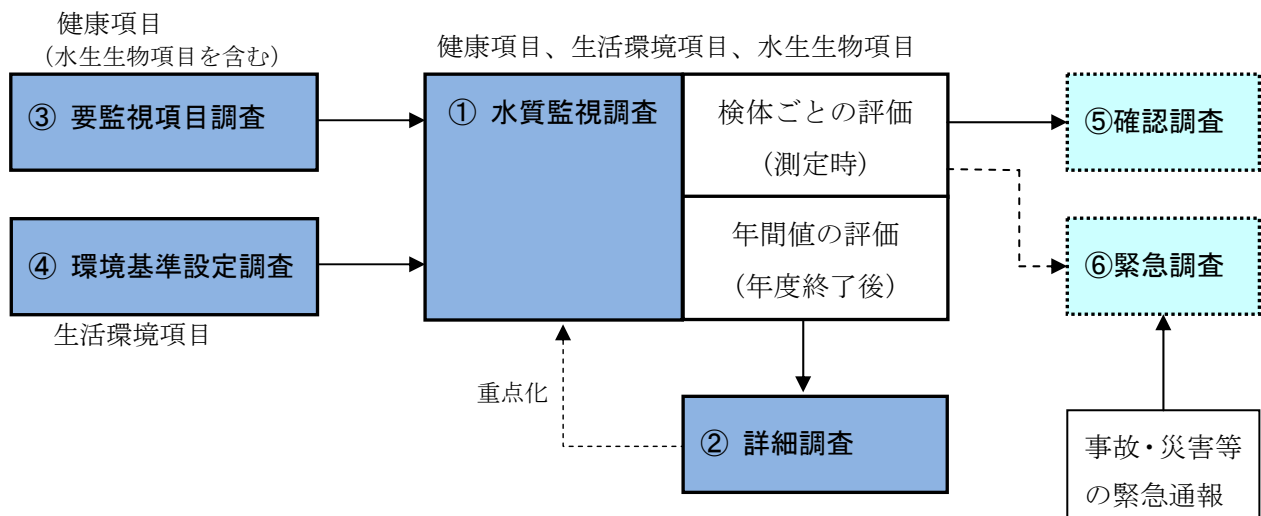 健康項目
（水生生物項目を含む）
③ 要監視項目調査
④ 環境基準設定調査
生活環境項目
健康項目、生活環境項目、水生生物項目
① 水質監視調査
検体ごとの評価
（測定時）
年間値の評価
（年度終了後）
重点化
② 詳細調査
⑤確認調査
⑥緊急調査
事故・災害等
の緊急通報